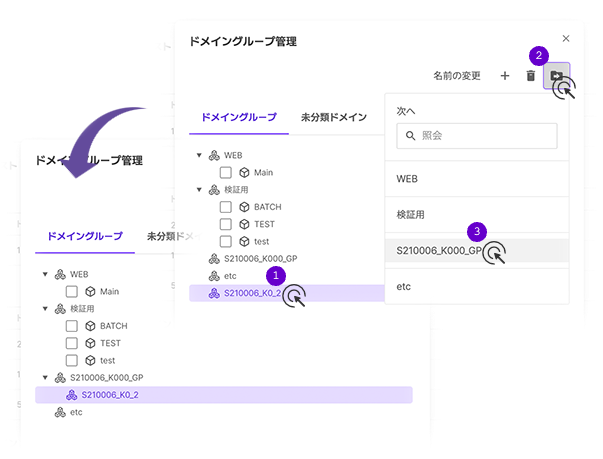 ドメイングループ管理
2
名前の変更
ドメイングループ
未分類ドメイン
次へ
照会
WEB
検証用
3
S210006_K000_GP
etc
WEB
Main
検証用
BATCH
TEST
test
S210006_K000_GP
etc
1
S210006_K0_2
ドメイングループ管理
ドメイングループ
未分類ドメ
WEB
Main
検証用
BATCH
TEST
test
S210006_K000_GP
S210006_K0_2
etc